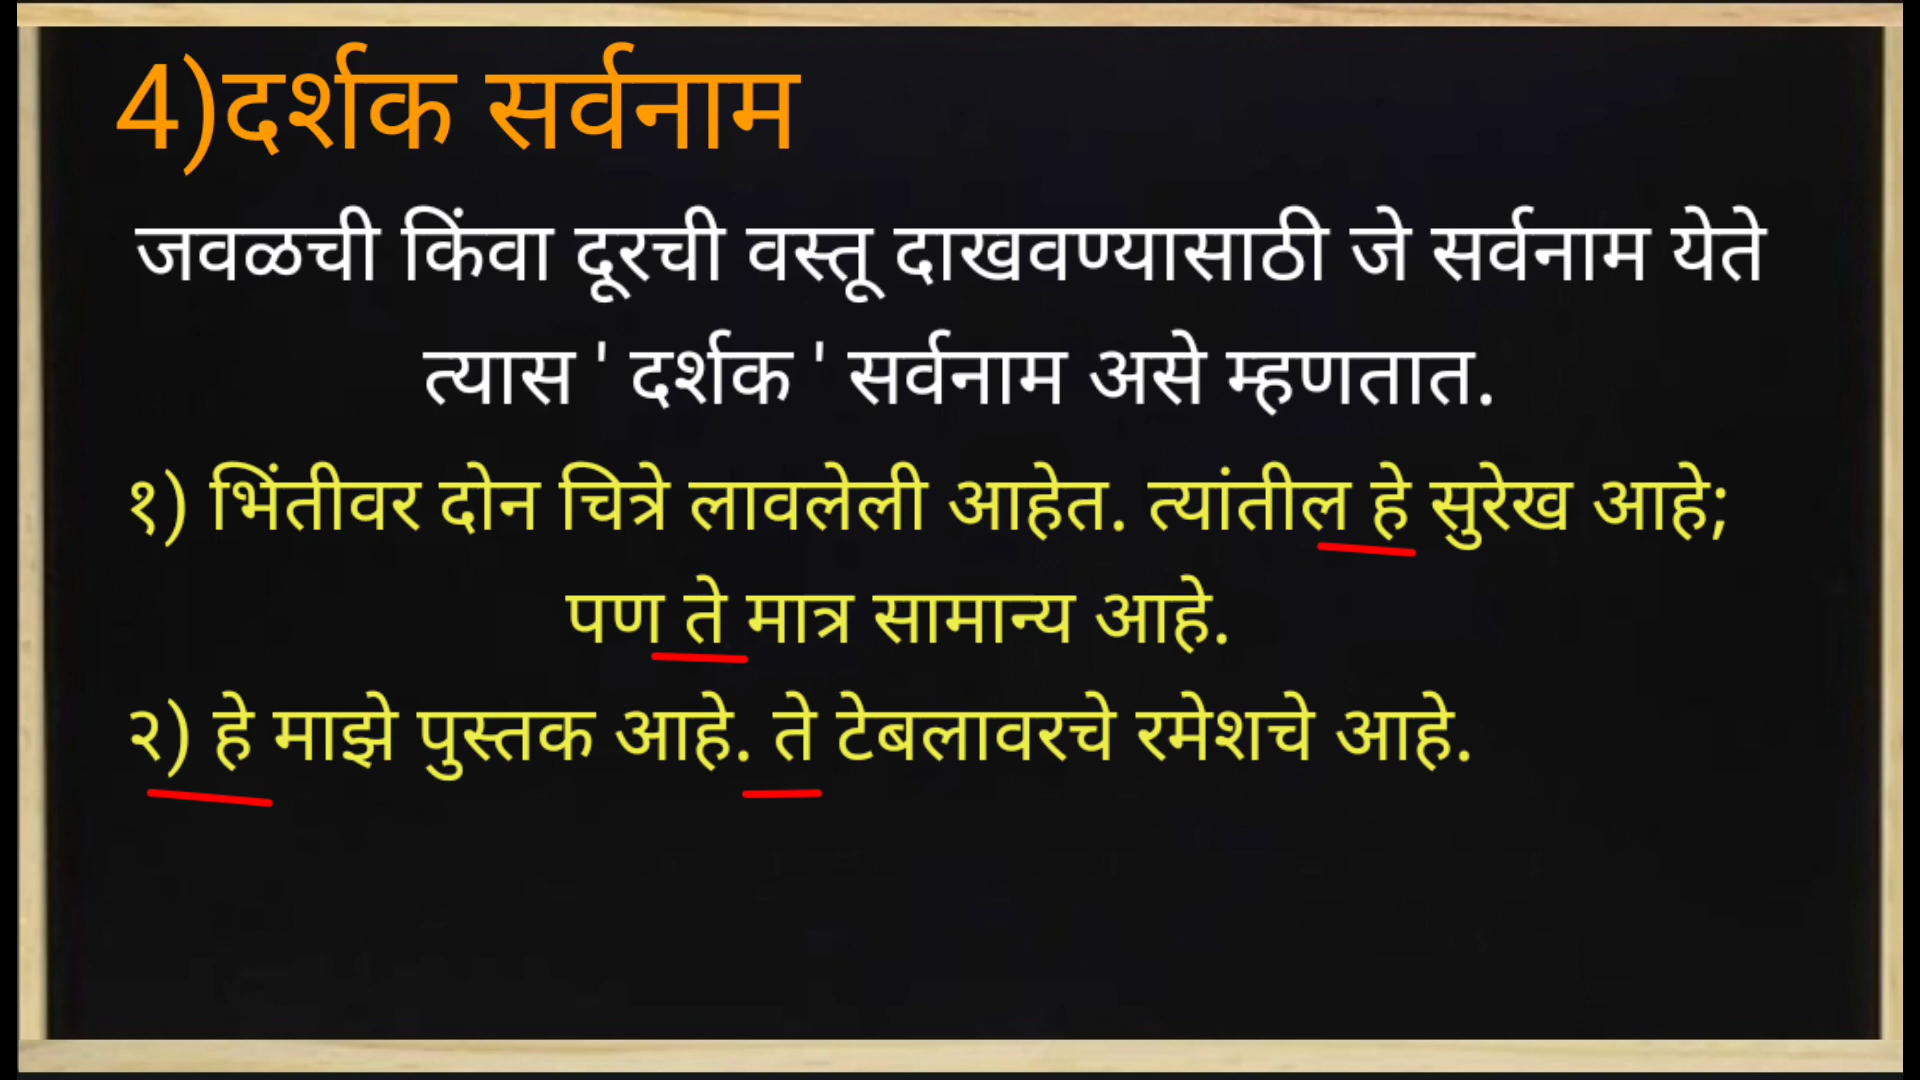 4)दर्शक सर्वनाम
जवळची किंवा दूरची वस्तू दाखवण्यासाठी जे सर्वनाम येते
त्यास ' दर्शक ' सर्वनाम असे म्हणतात.
१) भिंतीवर दोन चित्रे लावलेली आहेत. त्यांतील हे सुरेख आहे;
पण ते मात्र सामान्य आहे.
२) हे माझे पुस्तक आहे. ते टेबलावरचे रमेशचे आहे.